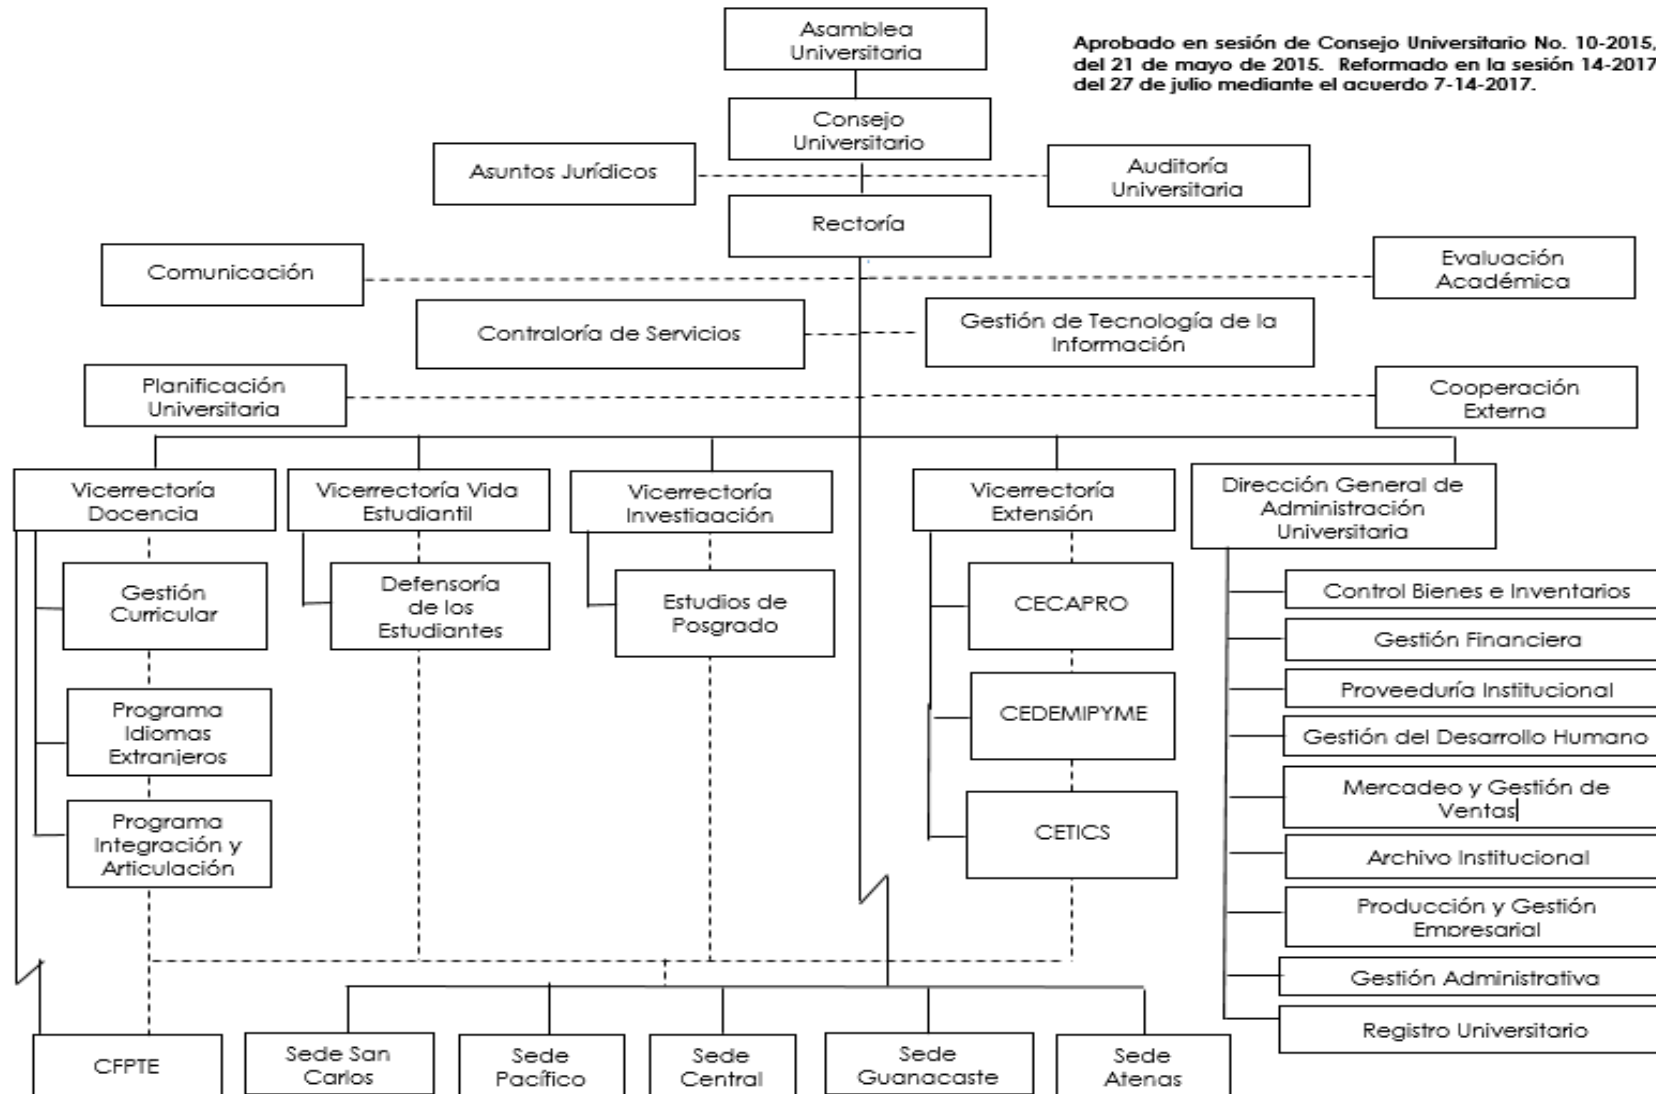 Asamblea
Universitaria
Aprobado en sesión de Consejo Universitario No. 10-2015,
del 21 de mayo de 2015. Reformado en la sesión 14-2017
del 27 de julio mediante el acuerdo 7-14-2017.
Consejo
Universitario
Asuntos Jurídicos
Auditoría
Universitaria
Rectoría
Comunicación
Evaluación
Académica
Contraloría de Servicios
Gestión de Tecnología de la
Información
Planificación
Universitaria
Cooperación
Externa
Vicerrectoría
Docencia
Vicerrectoría Vida
Estudiantil
Vicerrectoría
Investigación
Vicerrectoría
Extensión
Dirección General de
Administración
Universitaria
Gestión
Curricular
Programa
Idiomas
Extranjeros
Programa
Integración y
Articulación
Defensoría
de los
Estudiantes
Estudios de
Posgrado
CECAPRO
CEDEMIPYME
CETICS
Control Bienes e Inventarios
Gestión Financiera
Proveeduría Institucional
Gestión del Desarrollo Humano
Mercadeo y Gestión de
Ventas
Archivo Institucional
Producción y Gestión
Empresarial
Gestión Administrativa
Registro Universitario
CFPTE
Sede San
Carlos
Sede
Pacífico
Sede
Central
Sede
Guanacaste
Sede
Atenas